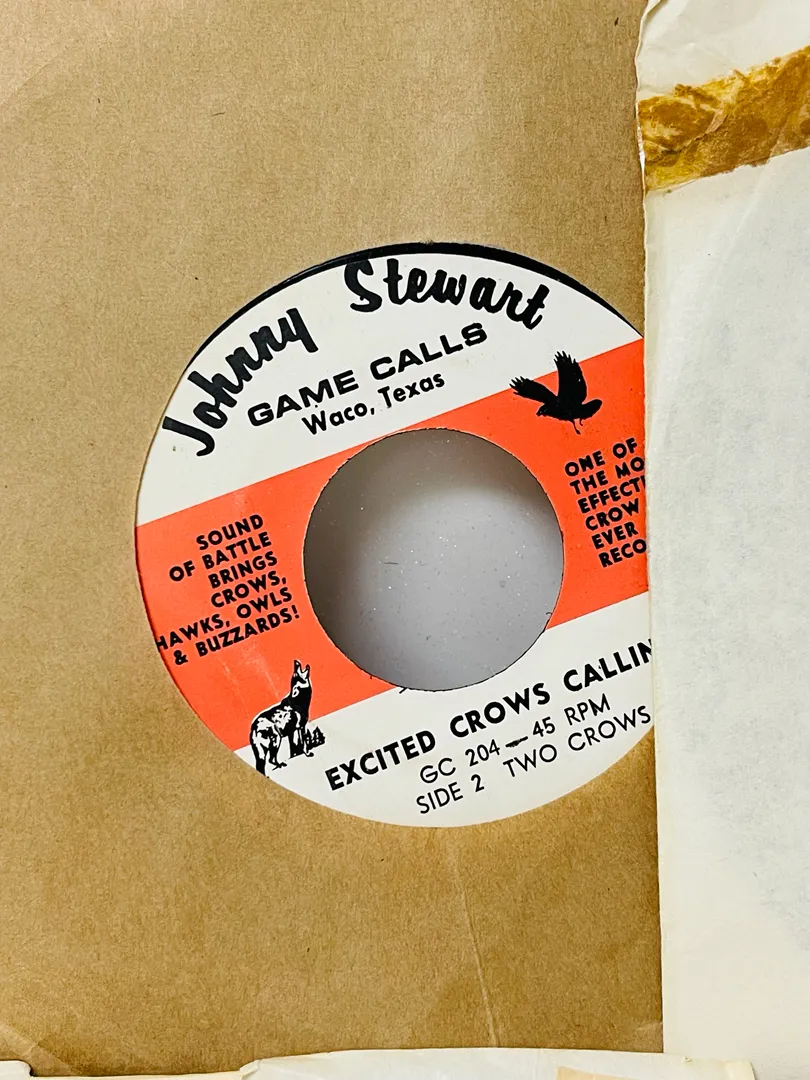 Johnny Stewart
GAME CALLS
Waco, Texas
SOUND
OF BATTLE
BRINGS
CROWS,
HAWKS, OWLS
& BUZZARDS!
ONE OF
THE MO
EFFECTI
CROW
EVER
RECO
EXCITED CROWS CALLIN
GC 204 — 45 RPM
SIDE 2 TWO CROWS